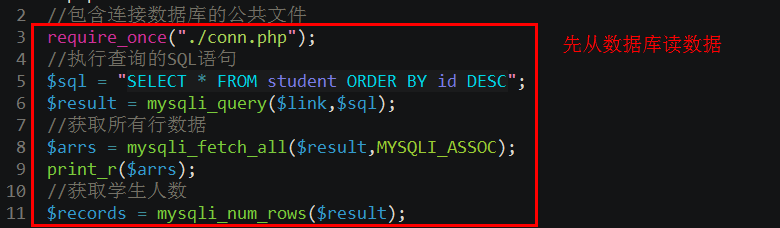 2 //包含连接数据库的公共文件
3 require_once("./conn.php");
4 //执行查询的SQL语句
5 $sql = "SELECT * FROM student ORDER BY id DESC";
6 $result = mysqli_query($link,$sql);
7 //获取所有行数据
8 $arrs = mysqli_fetch_all($result,MYSQLI_ASSOC);
9 print_r($arrs);
10 //获取学生人数
11 $records = mysqli_num_rows($result);
先从数据库读数据